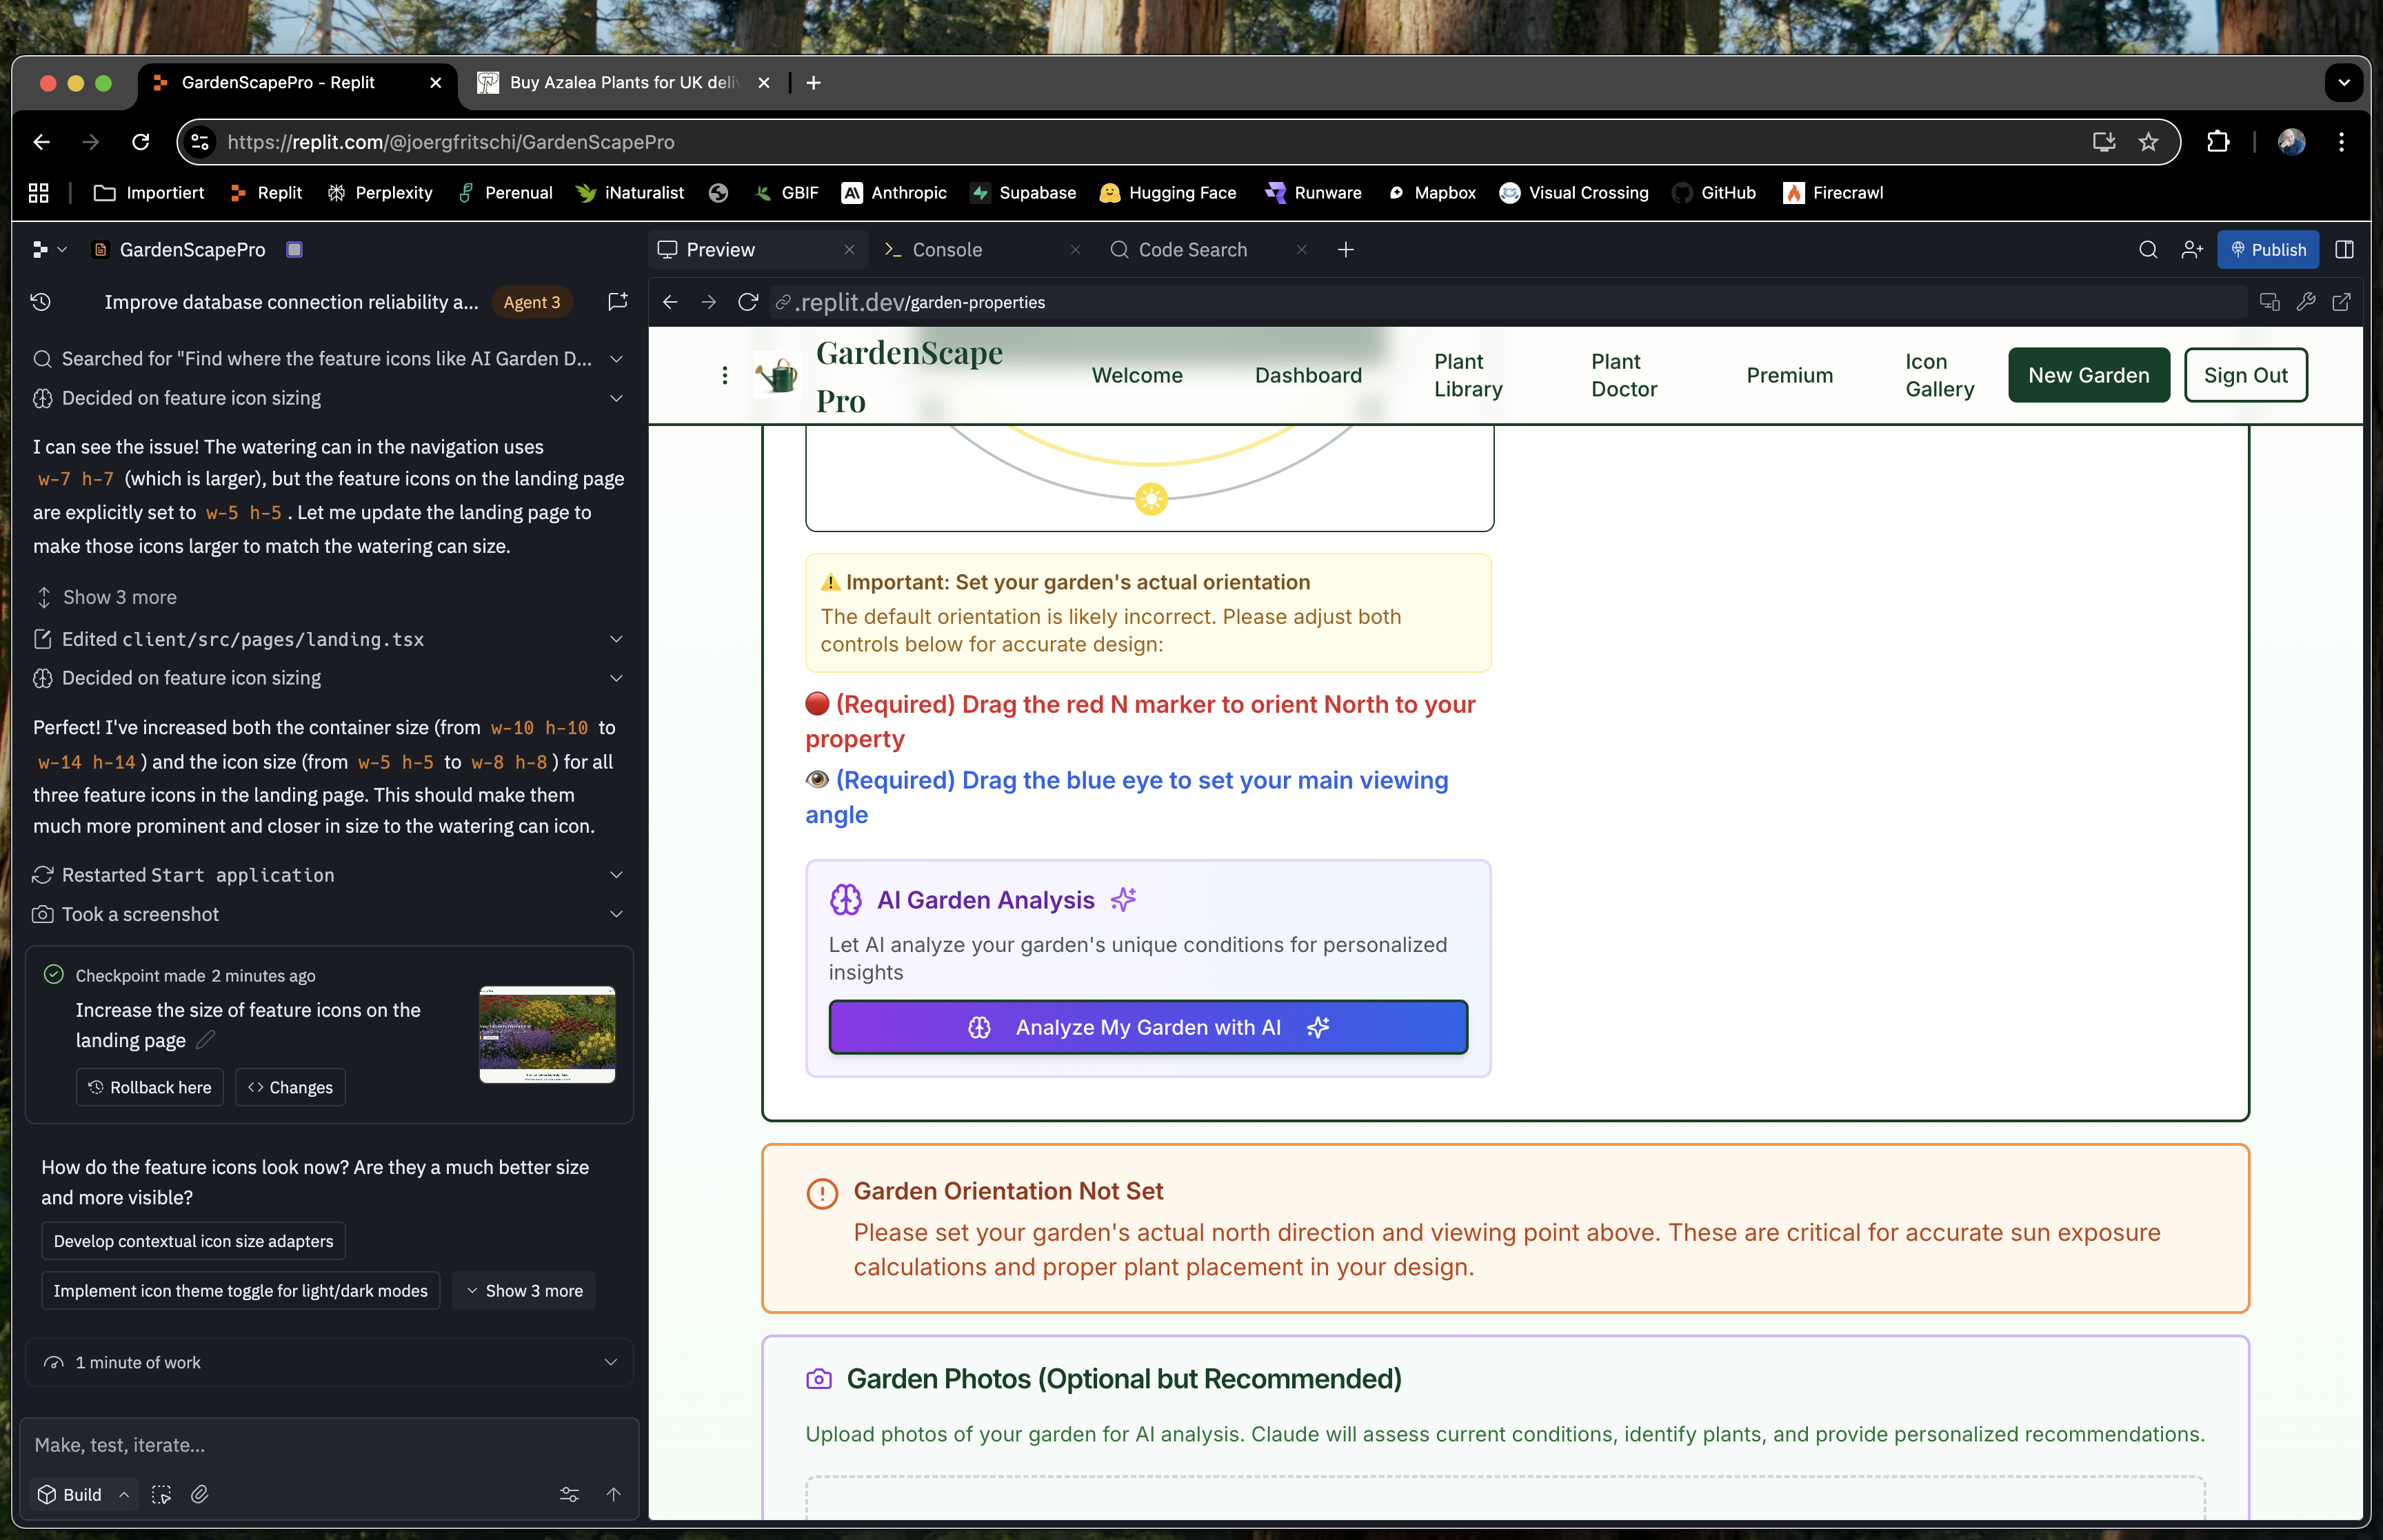 GardenScapePro - Replit
Buy Azalea Plants for UK deli
https://replit.com/@joergfritschi/GardenScapePro
Importiert
Replit
Perplexity
Perenual
iNaturalist
GBIF
Anthropic
Supabase
Hugging Face
Runware
Mapbox
Visual Crossing
GitHub
Firecrawl
GardenScapePro
Improve database connection reliability a...
Agent 3
Searched for "Find where the feature icons like AI Garden D...
Decided on feature icon sizing
I can see the issue! The watering can in the navigation uses
w-7 h-7 (which is larger), but the feature icons on the landing page
are explicitly set to w-5 h-5. Let me update the landing page to
make those icons larger to match the watering can size.
Show 3 more
Edited client/src/pages/landing.tsx
Decided on feature icon sizing
Perfect! I've increased both the container size (from w-10 h-10 to
w-14 h-14) and the icon size (from w-5 h-5 to w-8 h-8) for all
three feature icons in the landing page. This should make them
much more prominent and closer in size to the watering can icon.
Restarted Start application
Took a screenshot
Checkpoint made 2 minutes ago
Increase the size of feature icons on the
landing page
Rollback here
Changes
How do the feature icons look now? Are they a much better size
and more visible?
Develop contextual icon size adapters
Implement icon theme toggle for light/dark modes
Show 3 more
1 minute of work
Make, test, iterate...
Build
Preview
Console
Code Search
Publish
.replit.dev/garden-properties
GardenScape
Pro
Welcome
Dashboard
Plant
Library
Plant
Doctor
Premium
Icon
Gallery
New Garden
Sign Out
Important: Set your garden's actual orientation
The default orientation is likely incorrect. Please adjust both
controls below for accurate design:
(Required) Drag the red N marker to orient North to your
property
(Required) Drag the blue eye to set your main viewing
angle
AI Garden Analysis
Let AI analyze your garden's unique conditions for personalized
insights
Analyze My Garden with AI
Garden Orientation Not Set
Please set your garden's actual north direction and viewing point above. These are critical for accurate sun exposure
calculations and proper plant placement in your design.
Garden Photos (Optional but Recommended)
Upload photos of your garden for AI analysis. Claude will assess current conditions, identify plants, and provide personalized recommendations.